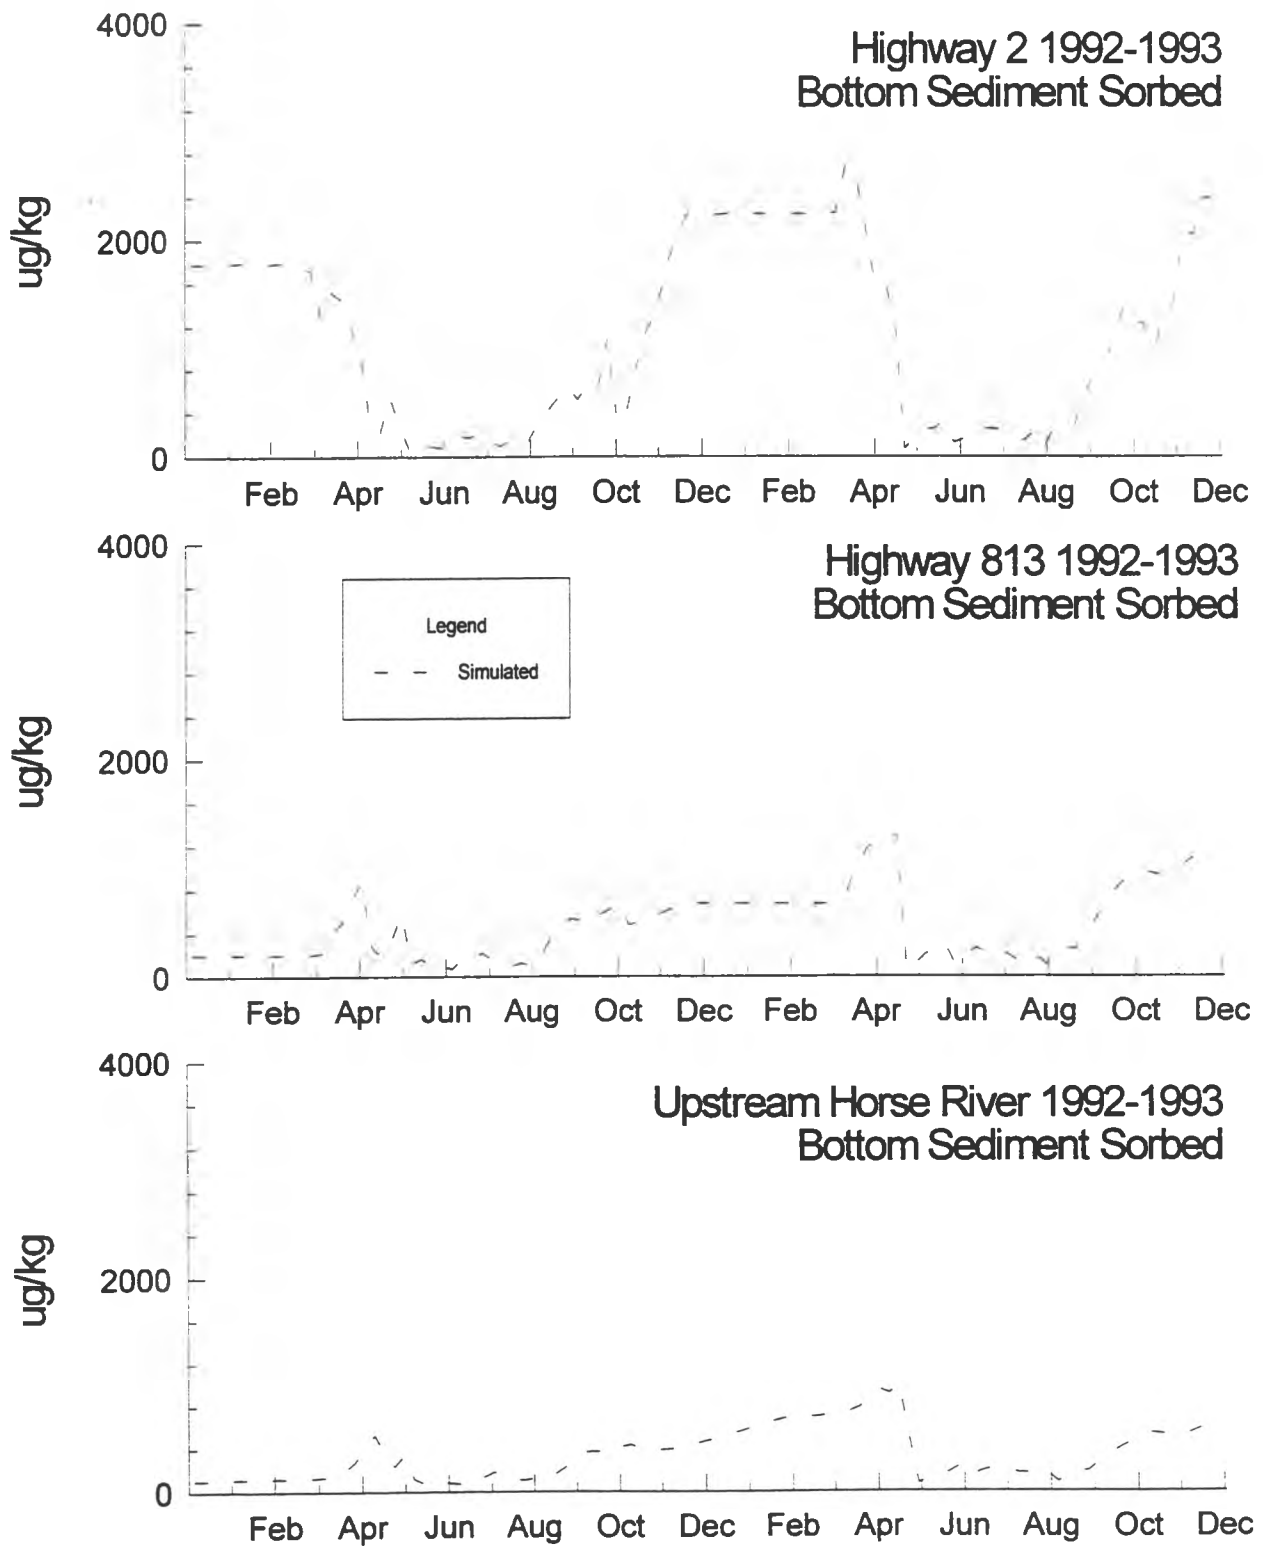 Highway 2 1992-1993
Bottom Sediment Sorbed
4000
2000
0
ug/kg
Feb Apr Jun Aug Oct Dec Feb Apr Jun Aug Oct Dec
Highway 813 1992-1993
Bottom Sediment Sorbed
Legend
Simulated
4000
2000
0
ug/kg
Feb Apr Jun Aug Oct Dec Feb Apr Jun Aug Oct Dec
Upstream Horse River 1992-1993
Bottom Sediment Sorbed
4000
2000
0
ug/kg
Feb Apr Jun Aug Oct Dec Feb Apr Jun Aug Oct Dec